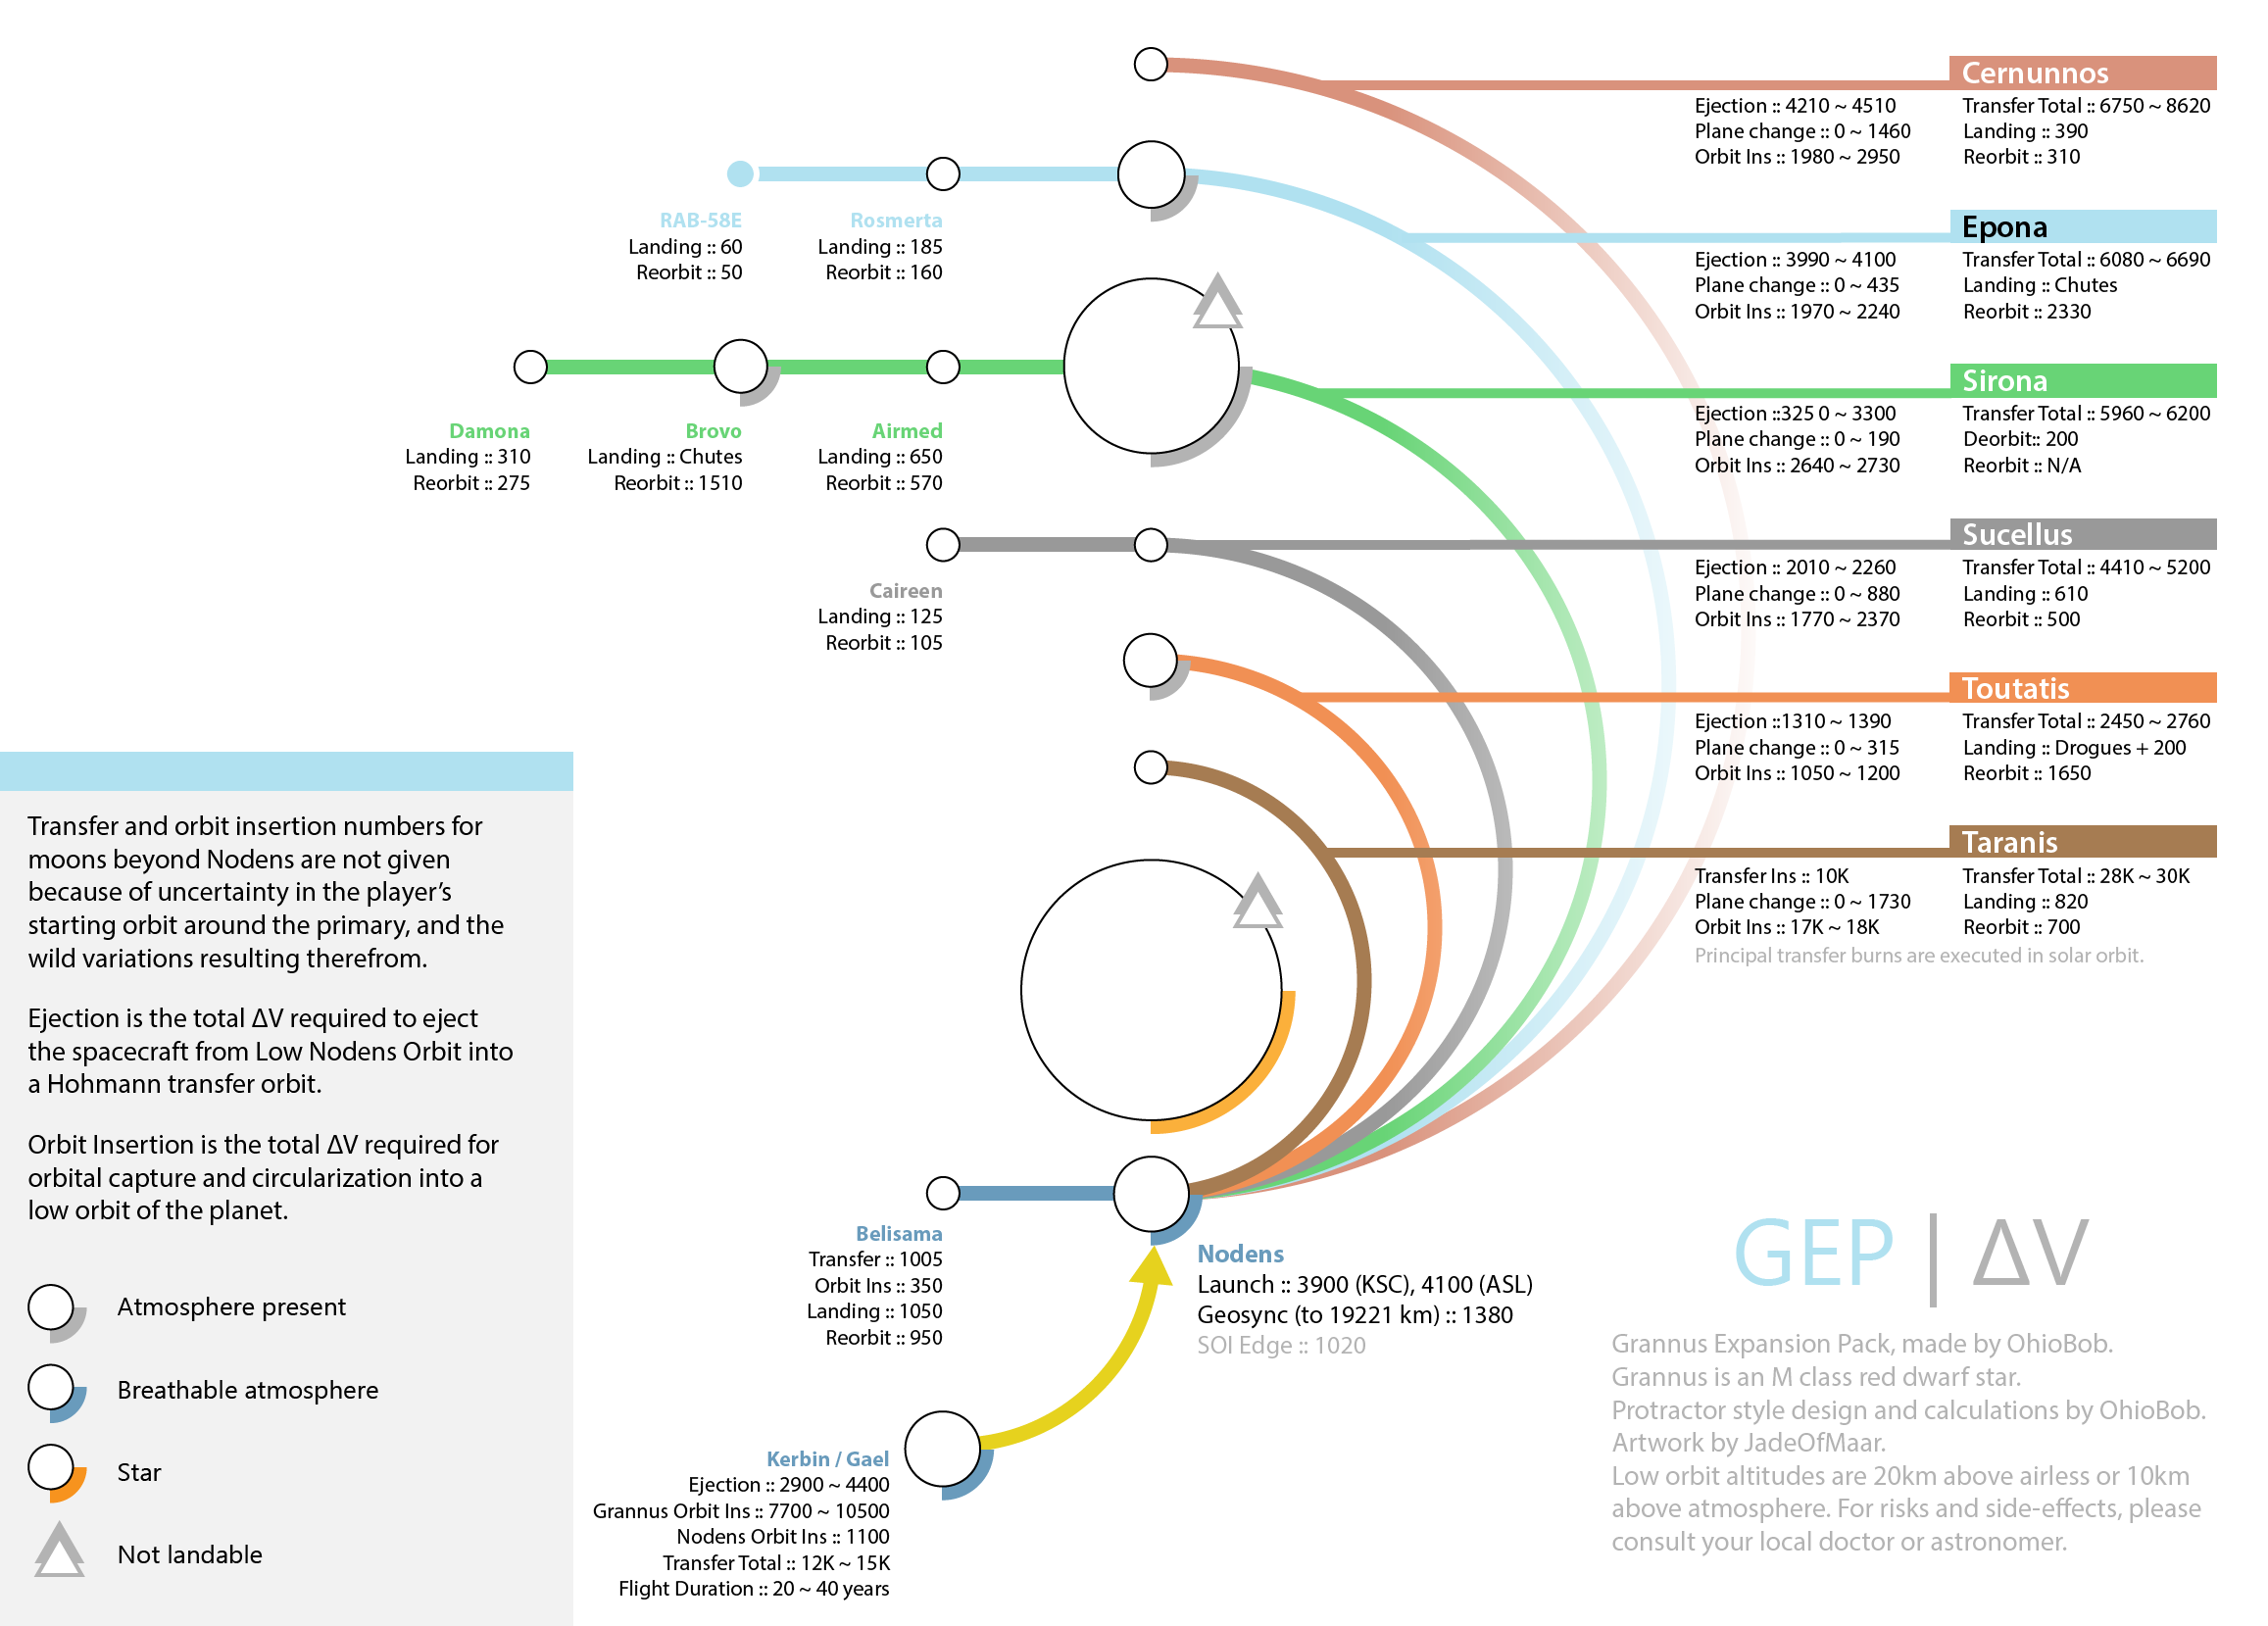 Cernunnos
Ejection :: 4210 ~ 4510
Plane change :: 0 ~ 1460
Orbit Ins :: 1980 ~ 2950
Transfer Total :: 6750 ~ 8620
Landing :: 390
Reorbit :: 310
RAB-58E
Landing :: 60
Reorbit :: 50
Rosmerta
Landing :: 185
Reorbit :: 160
Epona
Ejection :: 3990 ~ 4100
Plane change :: 0 ~ 435
Orbit Ins :: 1970 ~ 2240
Transfer Total :: 6080 ~ 6690
Landing :: Chutes
Reorbit :: 2330
Damona
Landing :: 310
Reorbit :: 275
Brovo
Landing :: Chutes
Reorbit :: 1510
Airmed
Landing :: 650
Reorbit :: 570
Sirona
Ejection ::325 0 ~ 3300
Plane change :: 0 ~ 190
Orbit Ins :: 2640 ~ 2730
Transfer Total :: 5960 ~ 6200
Deorbit:: 200
Reorbit :: N/A
Caireen
Landing :: 125
Reorbit :: 105
Sucellus
Ejection :: 2010 ~ 2260
Plane change :: 0 ~ 880
Orbit Ins :: 1770 ~ 2370
Transfer Total :: 4410 ~ 5200
Landing :: 610
Reorbit :: 500
Toutatis
Ejection ::1310 ~ 1390
Plane change :: 0 ~ 315
Orbit Ins :: 1050 ~ 1200
Transfer Total :: 2450 ~ 2760
Landing :: Drogues + 200
Reorbit :: 1650
Taranis
Transfer Ins :: 10K
Plane change :: 0 ~ 1730
Orbit Ins :: 17K ~ 18K
Transfer Total :: 28K ~ 30K
Landing :: 820
Reorbit :: 700
Principal transfer burns are executed in solar orbit.
Transfer and orbit insertion numbers for
moons beyond Nodens are not given
because of uncertainty in the player's
starting orbit around the primary, and the
wild variations resulting therefrom.
Ejection is the total ΔV required to eject
the spacecraft from Low Nodens Orbit into
a Hohmann transfer orbit.
Orbit Insertion is the total ΔV required for
orbital capture and circularization into a
low orbit of the planet.
Atmosphere present
Breathable atmosphere
Star
Not landable
Belisama
Transfer :: 1005
Orbit Ins :: 350
Landing :: 1050
Reorbit :: 950
Nodens
Launch :: 3900 (KSC), 4100 (ASL)
Geosync (to 19221 km) :: 1380
SOI Edge :: 1020
Kerbin / Gael
Ejection :: 2900 ~ 4400
Grannus Orbit Ins :: 7700 ~ 10500
Nodens Orbit Ins :: 1100
Transfer Total :: 12K ~ 15K
Flight Duration :: 20 ~ 40 years
GEP | ΔV
Grannus Expansion Pack, made by OhioBob.
Grannus is an M class red dwarf star.
Protractor style design and calculations by OhioBob.
Artwork by JadeOfMaar.
Low orbit altitudes are 20km above airless or 10km
above atmosphere. For risks and side-effects, please
consult your local doctor or astronomer.